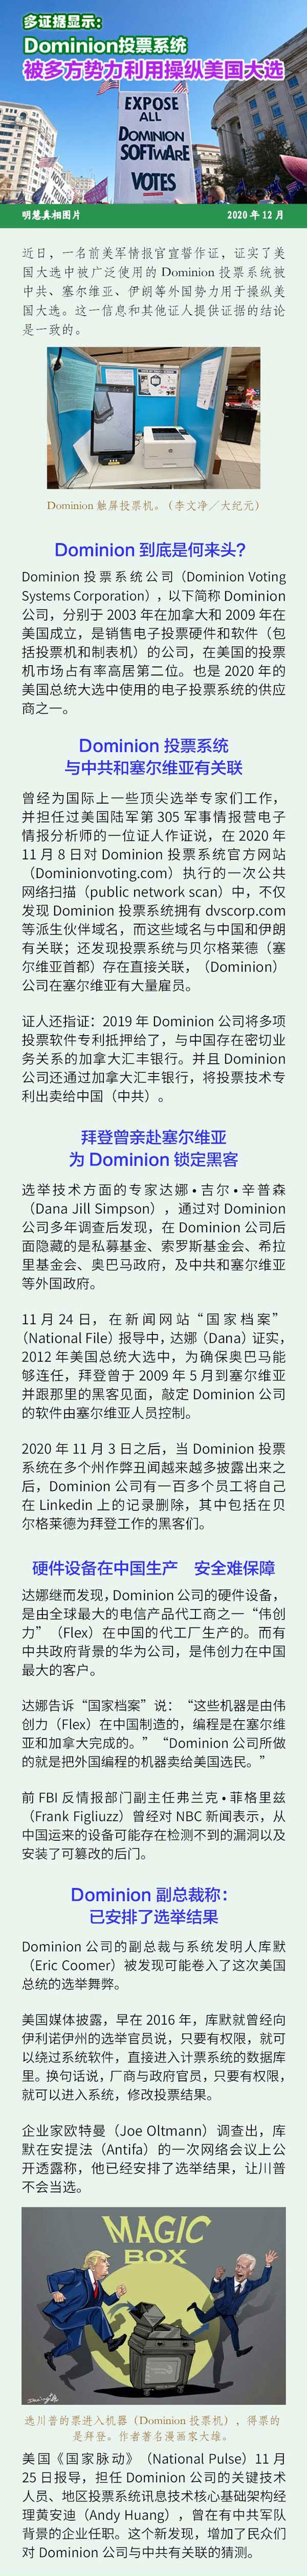 多证据显示：
Dominion投票系统
被多方势力利用操纵美国大选
EXPOSE
ALL
DOMINION
SOFTWARE
VOTES
明慧真相图片
2020 年 12 月
近日，一名前美军情报官宣誓作证，证实了美
国大选中被广泛使用的 Dominion 投票系统被
中共、塞尔维亚、伊朗等外国势力用于操纵美
国大选。这一信息和其他证人提供证据的结论
是一致的。
Dominion 触屏投票机。（李文净／大纪元）
Dominion 到底是何来头？
Dominion 投票系统公司（Dominion Voting
Systems Corporation），以下简称 Dominion
公司，分别于 2003 年在加拿大和 2009 年在
美国成立，是销售电子投票硬件和软件（包
括投票机和制表机）的公司，在美国的投票
机市场占有率高居第二位。也是 2020 年的
美国总统大选中使用的电子投票系统的供应
商之一。
Dominion 投票系统
与中共和塞尔维亚有关联
曾经为国际上一些顶尖选举专家们工作，
并担任过美国陆军第 305 军事情报营电子
情报分析师的一位证人作证说，在 2020 年
11 月 8 日对 Dominion 投票系统官方网站
（Dominionvoting.com）执行的一次公共
网络扫描（public network scan）中，不仅
发现 Dominion 投票系统拥有 dvscorp.com
等派生伙伴域名，而这些域名与中国和伊朗
有关联；还发现投票系统与贝尔格莱德（塞
尔维亚首都）存在直接关联，（Dominion）
公司在塞尔维亚有大量雇员。
证人还指证：2019 年 Dominion 公司将多项
投票软件专利抵押给了，与中国存在密切业
务关系的加拿大汇丰银行。并且 Dominion
公司还通过加拿大汇丰银行，将投票技术专
利出卖给中国（中共）。
拜登曾亲赴塞尔维亚
为 Dominion 锁定黑客
选举技术方面的专家达娜 • 吉尔 • 辛普森
（Dana Jill Simpson），通过对 Dominion
公司多年调查后发现，在 Dominion 公司后
面隐藏的是私募基金、索罗斯基金会、希拉
里基金会、奥巴马政府，及中共和塞尔维亚
等外国政府。
11 月 24 日，在新闻网站“国家档案”
（National File）报导中，达娜（Dana）证实，
2012 年美国总统大选中，为确保奥巴马能
够连任，拜登曾于 2009 年 5 月到塞尔维亚
并跟那里的黑客见面，敲定 Dominion 公司
的软件由塞尔维亚人员控制。
2020 年 11 月 3 日之后，当 Dominion 投票
系统在多个州作弊丑闻越来越多披露出来之
后，Dominion 公司有一百多个员工将自己
在 Linkedin 上的记录删除，其中包括在贝
尔格莱德为拜登工作的黑客们。
硬件设备在中国生产 安全难保障
达娜继而发现，Dominion 公司的硬件设备，
是由全球最大的电信产品代工商之一“伟创
力”（Flex）在中国的代工厂生产的。而有
中共政府背景的华为公司，是伟创力在中国
最大的客户。
达娜告诉“国家档案”说：“这些机器是由伟
创力（Flex）在中国制造的，编程是在塞尔维
亚和加拿大完成的。”“Dominion 公司所做
的就是把外国编程的机器卖给美国选民。”
前 FBI 反情报部门副主任弗兰克 • 菲格里兹
（Frank Figliuzz）曾经对 NBC 新闻表示，从
中国运来的设备可能存在检测不到的漏洞以及
安装了可篡改的后门。
Dominion 副总裁称：
已安排了选举结果
Dominion 公司的副总裁与系统发明人库默
（Eric Coomer）被发现可能卷入了这次美国
总统的选举舞弊。
美国媒体披露，早在 2016 年，库默就曾经向
伊利诺伊州的选举官员说，只要有权限，就可
以绕过系统软件，直接进入计票系统的数据库
里。换句话说，厂商与政府官员，只要有权限，
就可以进入系统，修改投票结果。
企业家欧特曼（Joe Oltmann）调查出，库
默在安提法（Antifa）的一次网络会议上公
开透露称，他已经安排了选举结果，让川普
不会当选。
MAGIC
BOX
选川普的票进入机器（Dominion 投票机），得票的
是拜登。作者著名漫画家大雄。
美国《国家脉动》（National Pulse）11 月
25 日报导，担任 Dominion 公司的关键技术
人员、地区投票系统讯息技术核心基础架构经
理黄安迪（Andy Huang），曾在有中共军队
背景的企业任职。这个新发现，增加了民众们
对 Dominion 公司与中共有关联的猜测。